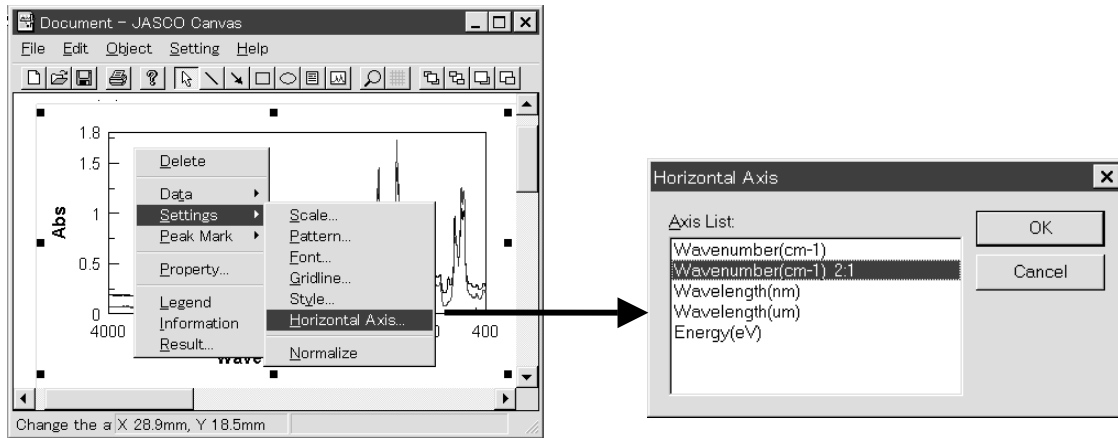 Document - JASCO Canvas
File Edit Object Setting Help
1.8
1.5
1
0.5
0
Abs
4000
400
Delete
Data
Settings
Peak Mark
Property...
Legend
Information
Result...
Scale...
Pattern...
Font...
Gridline...
Style...
Horizontal Axis...
Normalize
Wave
Change the a X 28.9mm, Y 18.5mm
Horizontal Axis
Axis List:
Wavenumber(cm-1)
Wavenumber(cm-1) 2:1
Wavelength(nm)
Wavelength(um)
Energy(eV)
OK
Cancel